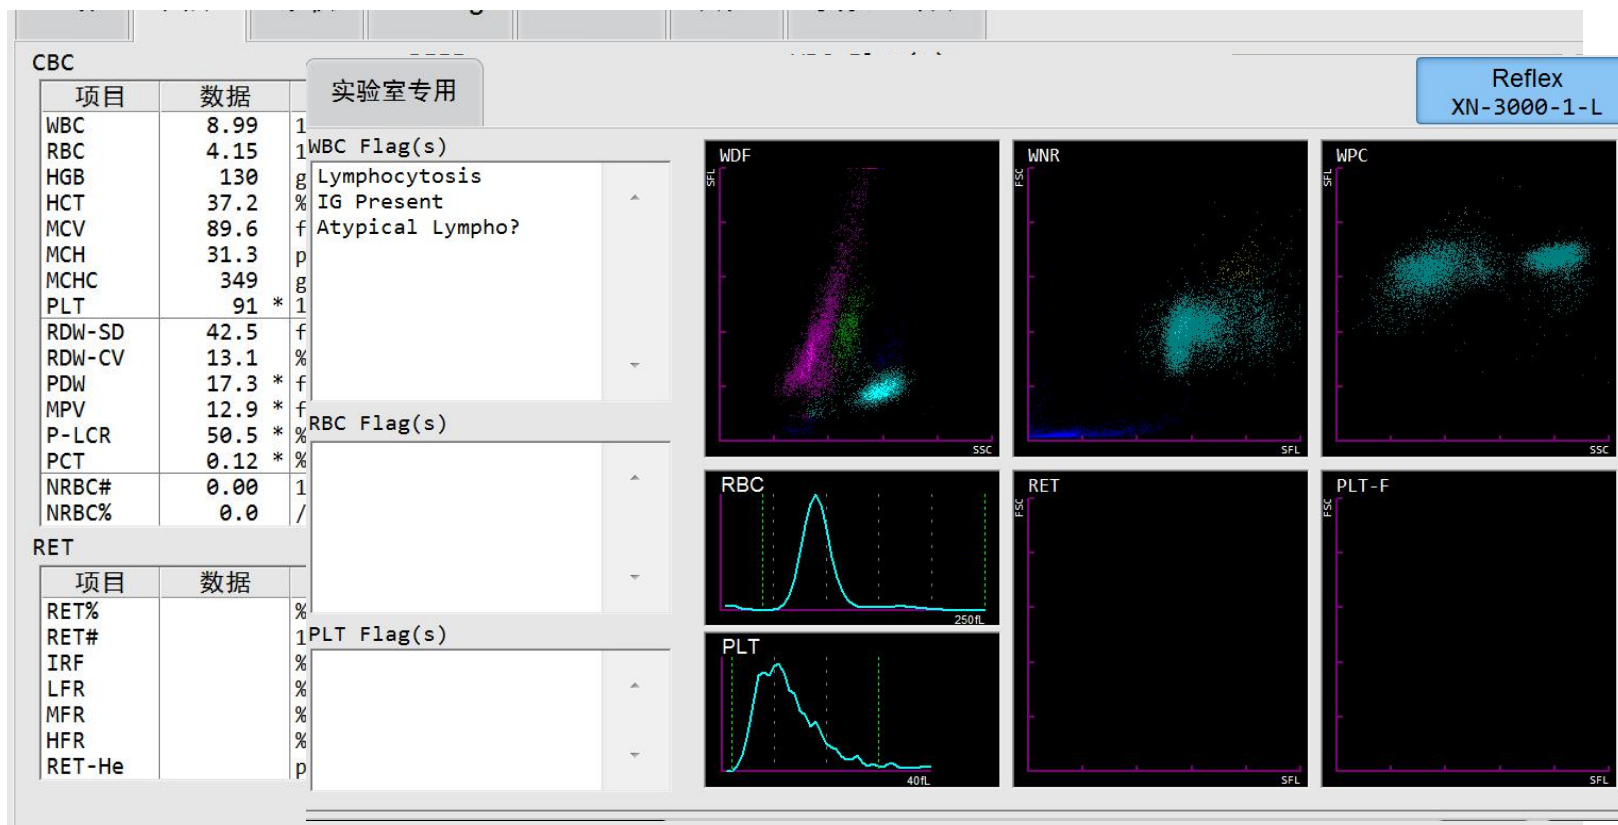 CBC
实验室专用
Reflex
XN-3000-1-L
项目 数据
WBC 8.99 1
RBC 4.15 1
HGB 130 g
HCT 37.2 %
MCV 89.6 f
MCH 31.3 p
MCHC 349 g
PLT 91 * 1
RDW-SD 42.5 f
RDW-CV 13.1 %
PDW 17.3 * f
MPV 12.9 * f
P-LCR 50.5 * %
PCT 0.12 * %
NRBC# 0.00 1
NRBC% 0.0 /
RET
项目 数据
RET% %
RET# 1
IRF %
LFR %
MFR %
HFR %
RET-He p
WBC Flag(s)
Lymphocytosis
IG Present
Atypical Lympho?
RBC Flag(s)
PLT Flag(s)
WDF
SFL
SSC
WNR
FSC
SFL
WPC
SFL
SSC
RBC
250fL
RET
FSC
SFL
PLT-F
FSC
SFL
PLT
40fL